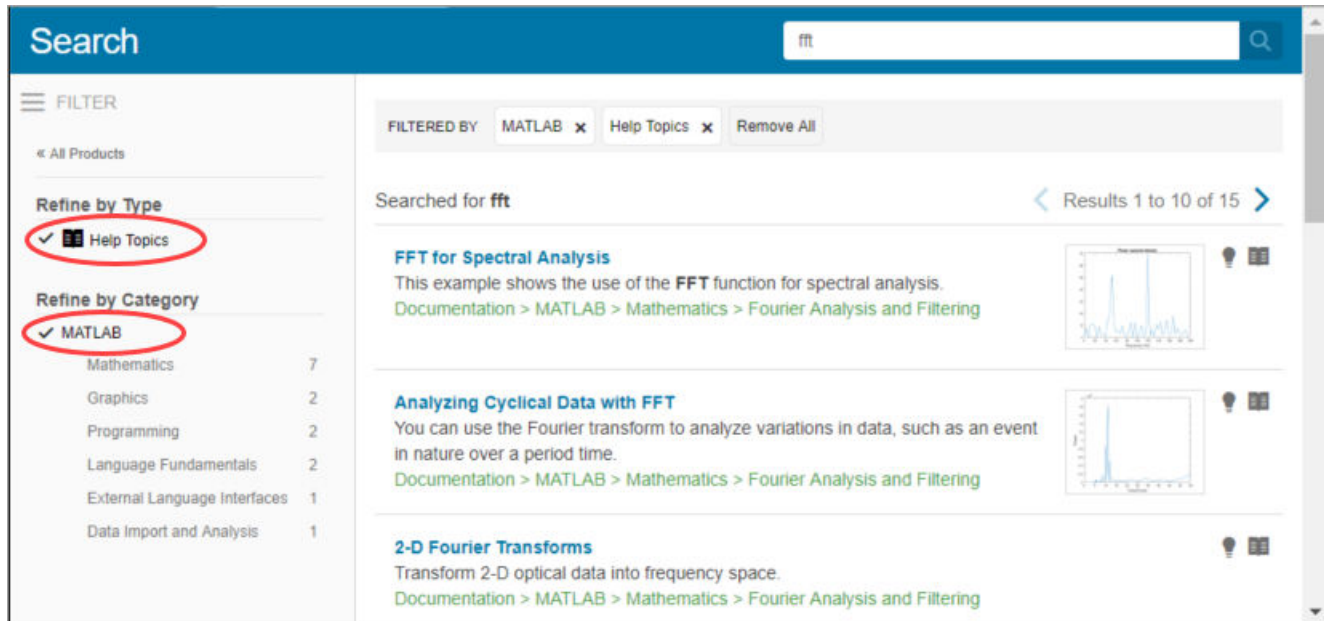 Search
fft
FILTER
« All Products
Refine by Type
Help Topics
Refine by Category
MATLAB
Mathematics 7
Graphics 2
Programming 2
Language Fundamentals 2
External Language Interfaces 1
Data Import and Analysis 1
FILTERED BY MATLAB x Help Topics x Remove All
Searched for fft
Results 1 to 10 of 15
FFT for Spectral Analysis
This example shows the use of the FFT function for spectral analysis.
Documentation > MATLAB > Mathematics > Fourier Analysis and Filtering
Analyzing Cyclical Data with FFT
You can use the Fourier transform to analyze variations in data, such as an event
in nature over a period time.
Documentation > MATLAB > Mathematics > Fourier Analysis and Filtering
2-D Fourier Transforms
Transform 2-D optical data into frequency space.
Documentation > MATLAB > Mathematics > Fourier Analysis and Filtering